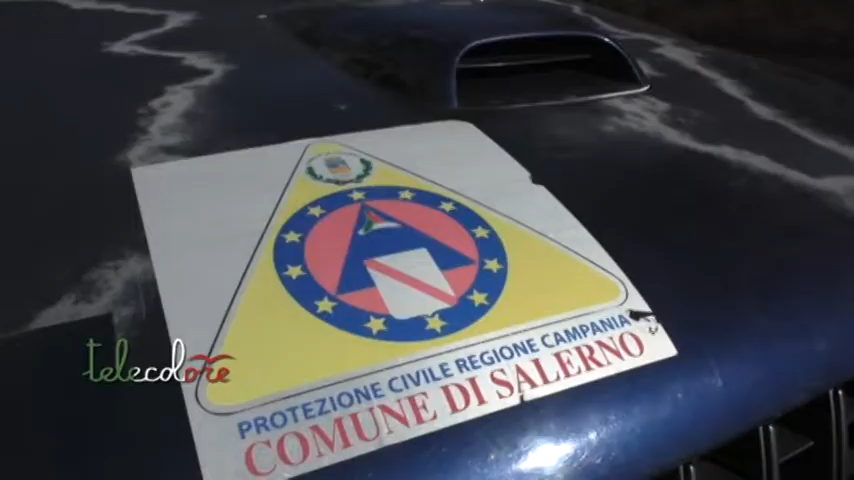 PROTEZIONE CIVILE REGIONE CAMPANIA
COMUNE DI SALERNO
telecolore